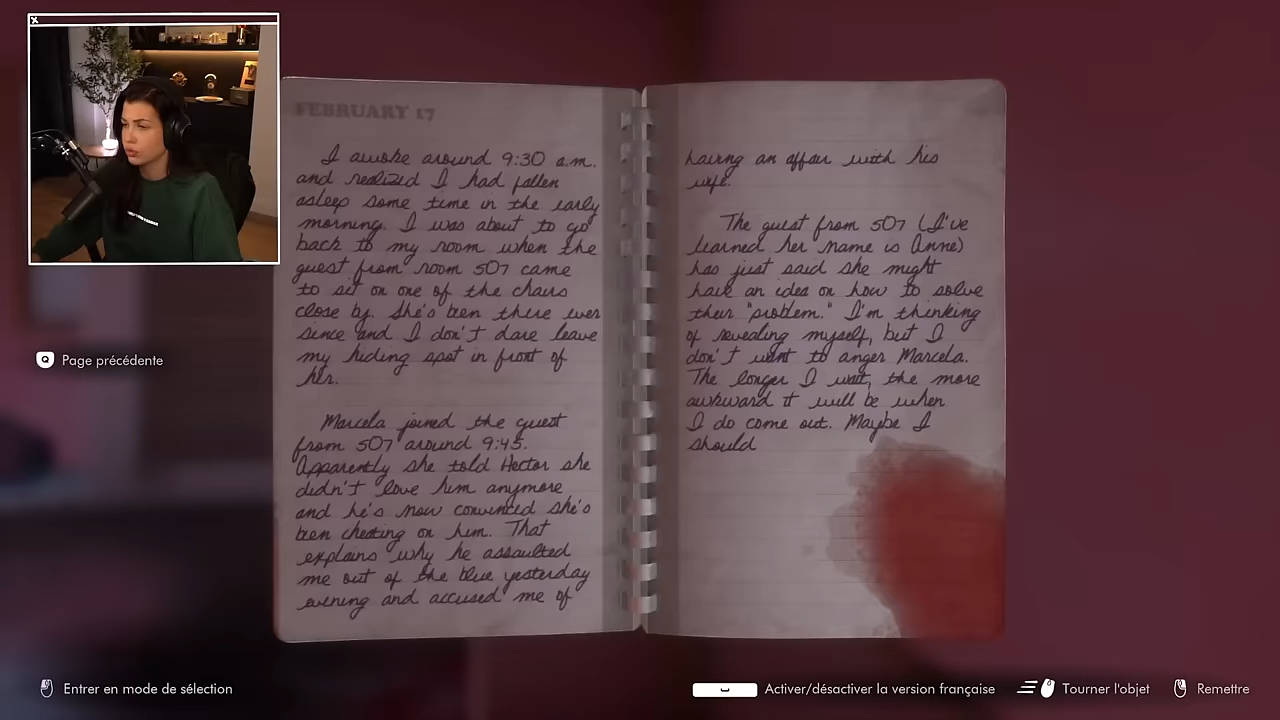 FEBRUARY 17
I awoke around 9:30 a.m.
and realized I had fallen
asleep some time in the early
morning. I was about to go
back to my room when the
guest from room 507 came
to sit on one of the chairs
close by. She's been there ever
since and I don't dare leave
my hiding spot in front of
her.
Marcela joined the guest
from 507 around 9:45.
Apparently she told Hector she
didn't love him anymore
and he's now convinced she's
been cheating on him. That
explains why he assaulted
me out of the blue yesterday
evening and accused me of
having an affair with his
wife.
The guest from 507 (I've
learned her name is Anne)
has just said she might
have an idea on how to solve
their "problem." I'm thinking
of revealing myself, but I
don't want to anger Marcela.
The longer I wait, the more
awkward it will be when
I do come out. Maybe I
should
Q Page précédente
Entrer en mode de sélection
Activer/désactiver la version française
Tourner l'objet
Remettre